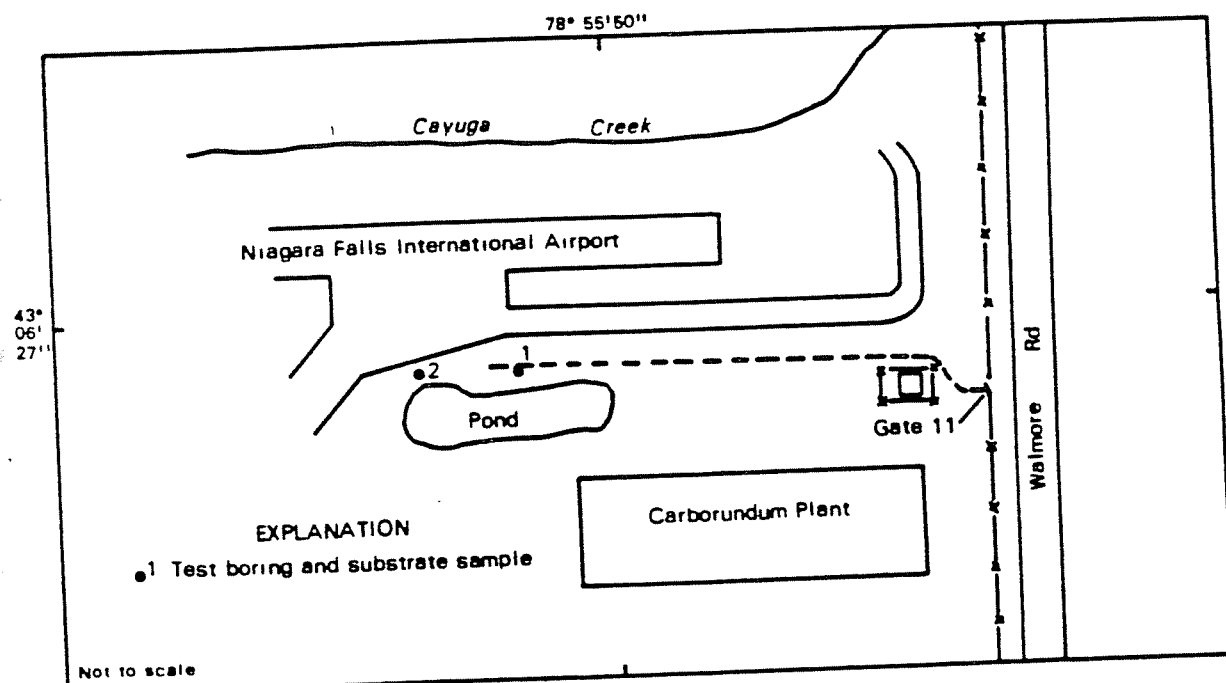 78° 55'50"
Cayuga Creek
Niagara Falls International Airport
43°
06'
27"
1
2
Pond
Gate 11
Walmore Rd
Carborundum Plant
EXPLANATION
1 Test boring and substrate sample
Not to scale